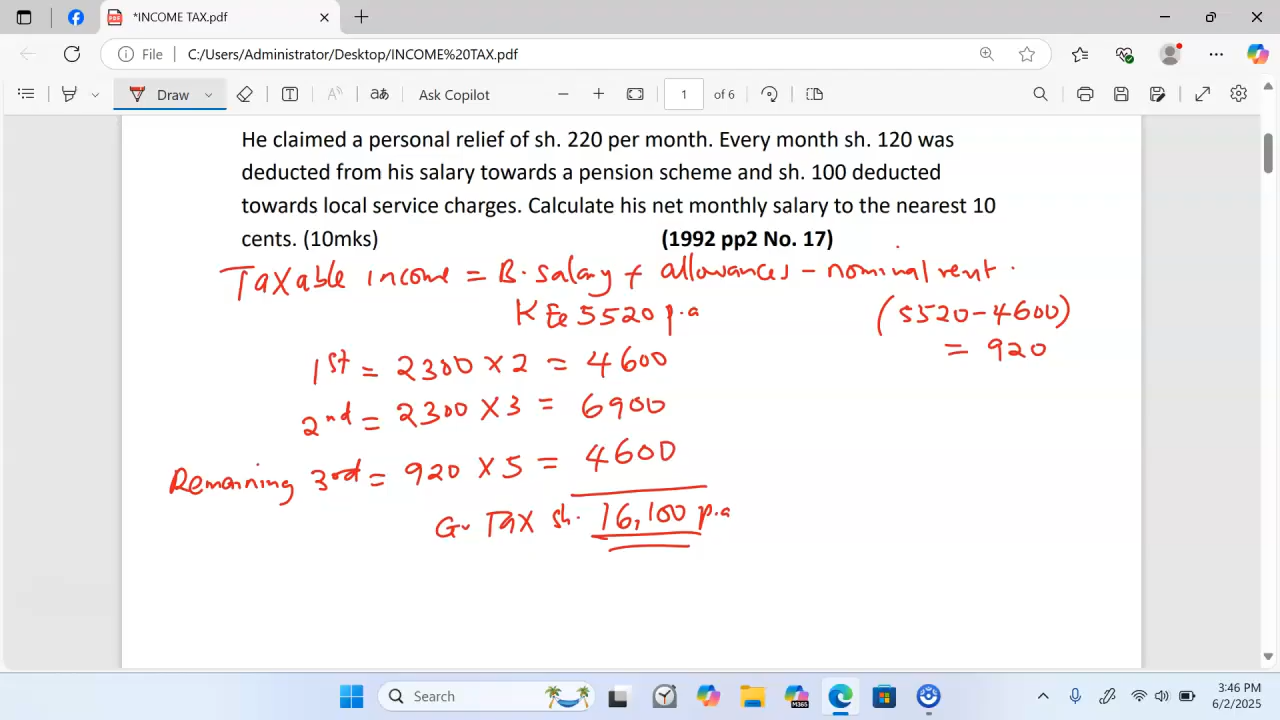 *INCOME TAX.pdf
File C:/Users/Administrator/Desktop/INCOME%20TAX.pdf
Draw aあ Ask Copilot 1 of 6
He claimed a personal relief of sh. 220 per month. Every month sh. 120 was
deducted from his salary towards a pension scheme and sh. 100 deducted
towards local service charges. Calculate his net monthly salary to the nearest 10
cents. (10mks) (1992 pp2 No. 17)
Taxable income = B. salary + allowances - nominal rent.
K£ 5520 p.a (5520-4600)
= 920
1st = 2300 × 2 = 4600
2nd = 2300 × 3 = 6900
Remaining 3rd = 920 × 5 = 4600
G. Tax sh. 16,100 p.a
Search
3:46 PM
6/2/2025